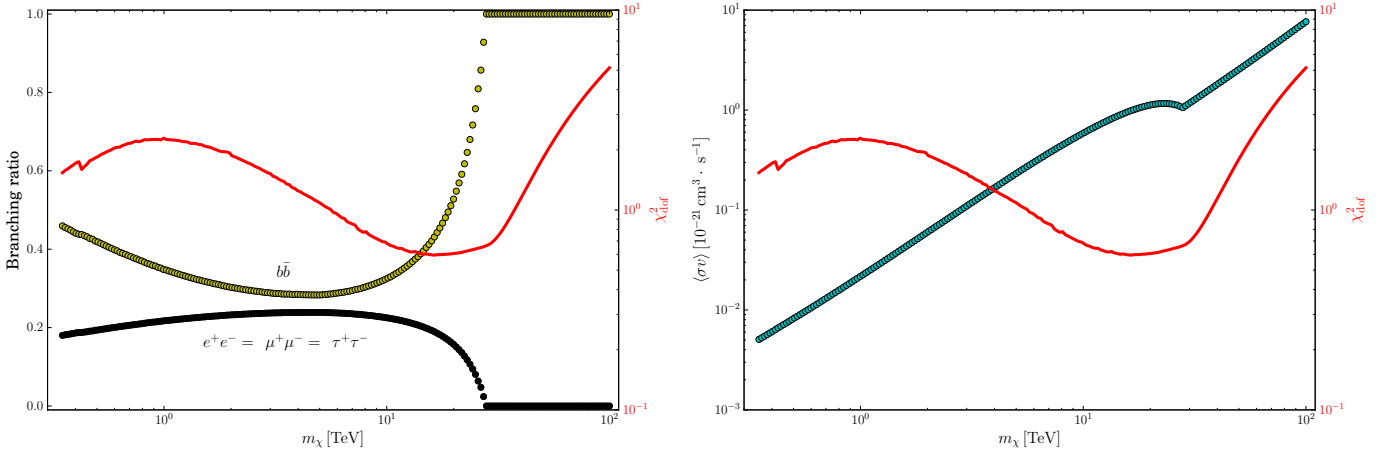 1.0
0.8
0.6
0.4
0.2
0.0
Branching ratio
b\bar{b}
e⁺e⁻ = μ⁺μ⁻ = τ⁺τ⁻
10⁰
10¹
10²
m_χ [TeV]
10¹
10⁰
10⁻¹
χ²_dof
10¹
10⁰
10⁻¹
10⁻²
10⁻³
⟨σv⟩ [10⁻²¹ cm³ · s⁻¹]
10⁰
10¹
10²
m_χ [TeV]
10¹
10⁰
10⁻¹
χ²_dof